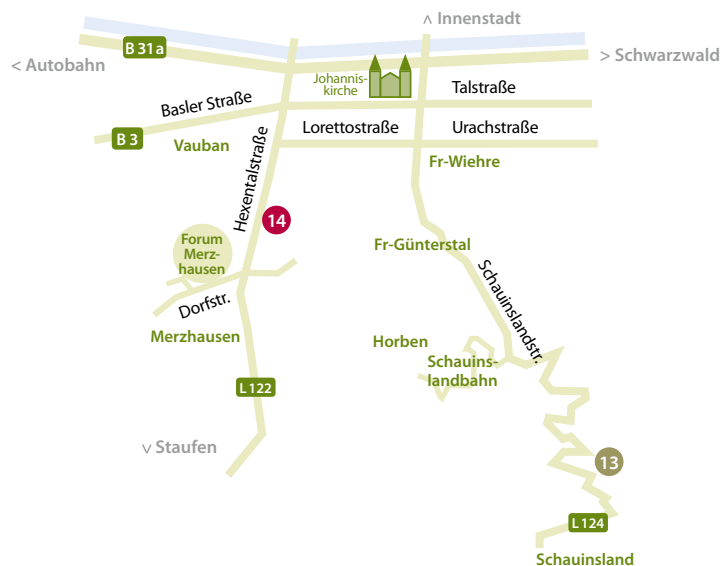 ˄ Innenstadt
B 31a
> Schwarzwald
< Autobahn
Johannis-
kirche
Talstraße
Basler Straße
Lorettostraße
Urachstraße
B 3
Vauban
Fr-Wiehre
Hexentalstraße
14
Forum
Merz-
hausen
Fr-Günterstal
Dorfstr.
Schauinslandstr.
Merzhausen
Horben
Schauins-
landbahn
L 122
˅ Staufen
13
L 124
Schauinsland